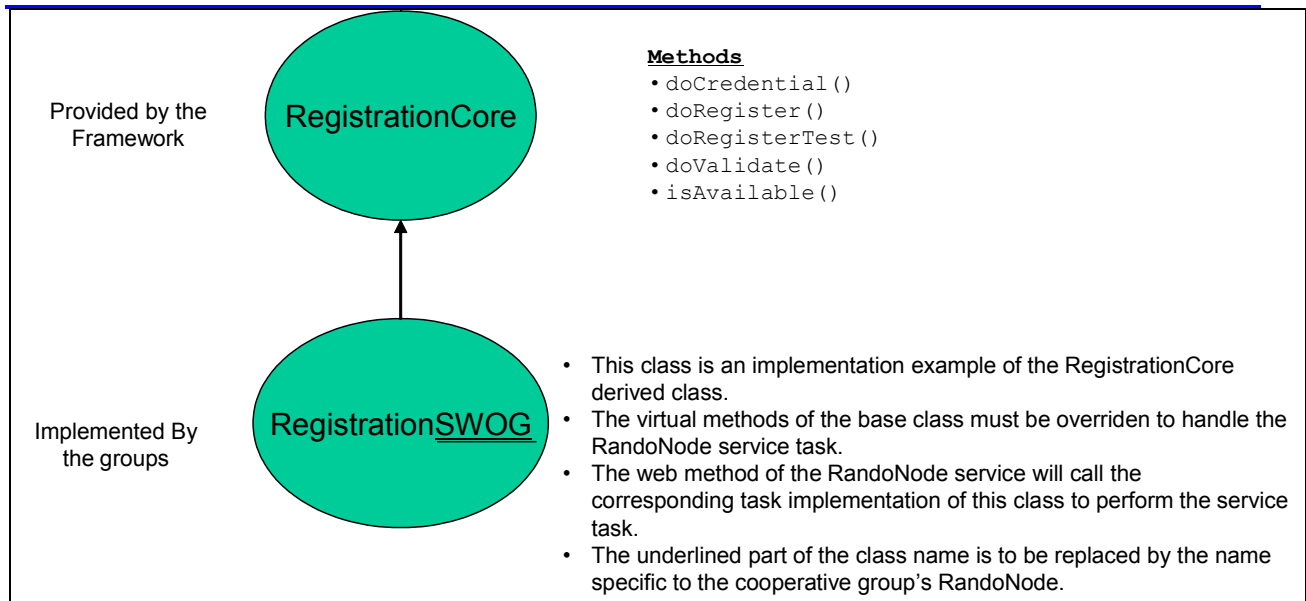 Provided by the
Framework
RegistrationCore
Methods
• doCredential()
• doRegister()
• doRegisterTest()
• doValidate()
• isAvailable()
Implemented By
the groups
RegistrationSWOG
• This class is an implementation example of the RegistrationCore
derived class.
• The virtual methods of the base class must be overriden to handle the
RandoNode service task.
• The web method of the RandoNode service will call the
corresponding task implementation of this class to perform the service
task.
• The underlined part of the class name is to be replaced by the name
specific to the cooperative group's RandoNode.